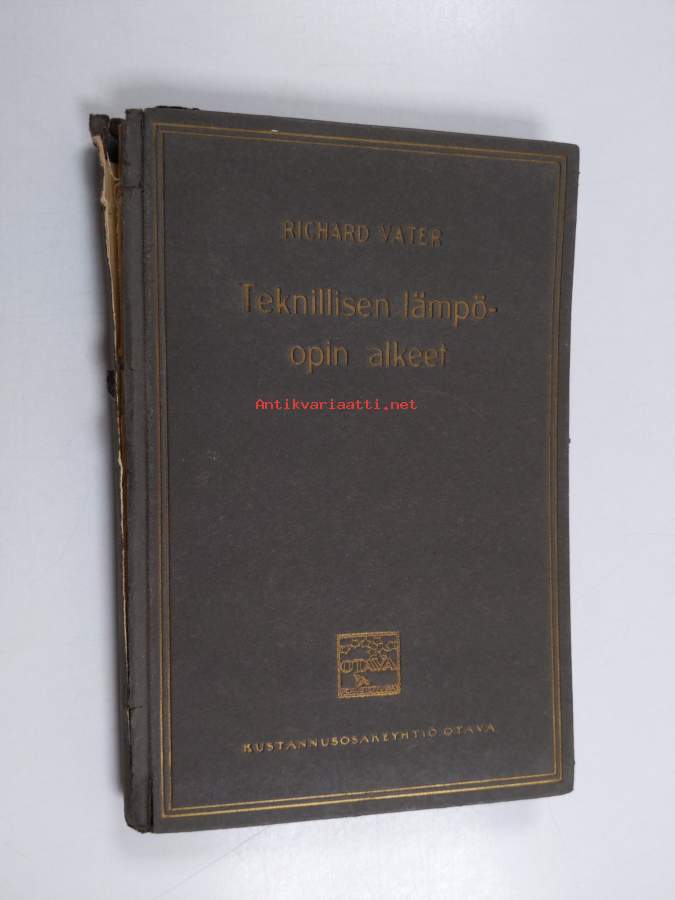 RICHARD VATER
Teknillisen lämpö-
opin alkeet
Antikvariaatti.net
OTAVA
KUSTANNUSOSAKEYHTIÖ OTAVA